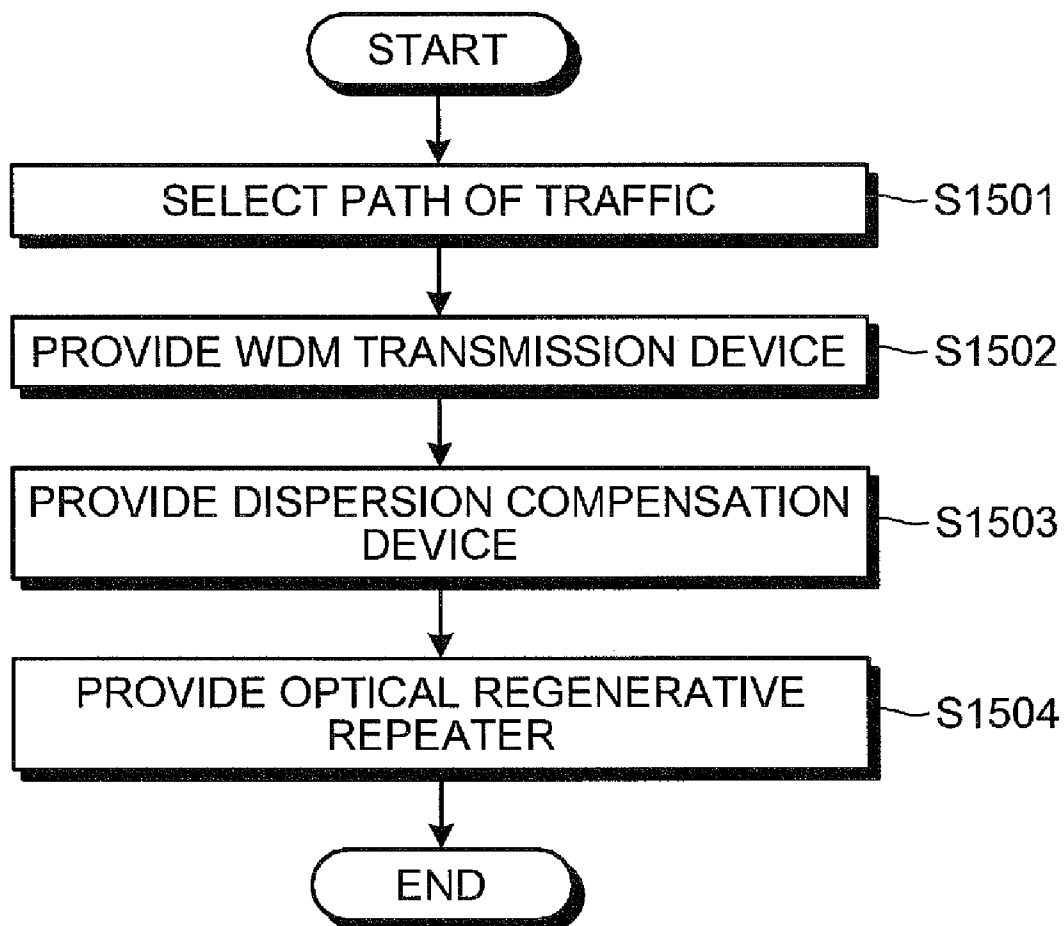 START
SELECT PATH OF TRAFFIC
S1501
PROVIDE WDM TRANSMISSION DEVICE
S1502
PROVIDE DISPERSION COMPENSATION
DEVICE
S1503
PROVIDE OPTICAL REGENERATIVE
REPEATER
S1504
END